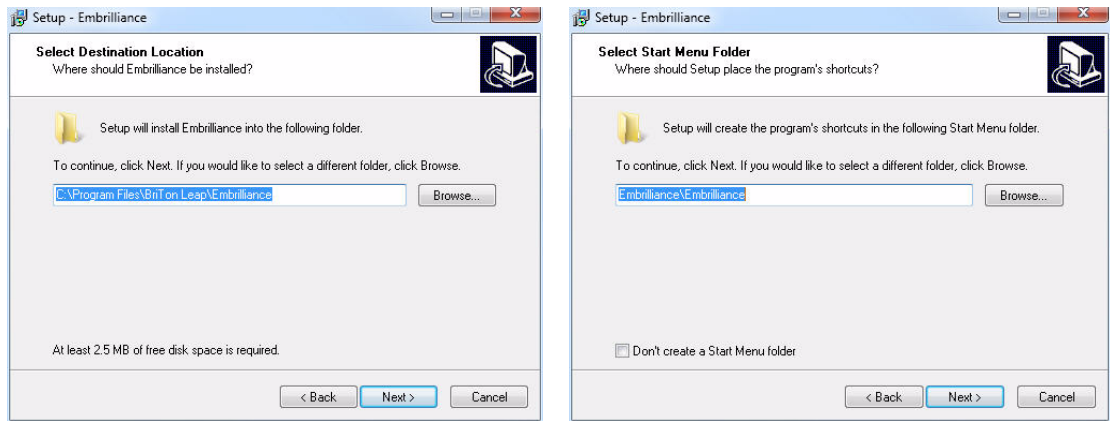 Setup - Embrilliance
Select Destination Location
Where should Embrilliance be installed?
Setup will install Embrilliance into the following folder.
To continue, click Next. If you would like to select a different folder, click Browse.
C:\Program Files\BriTon Leap\Embrilliance
Browse...
At least 2.5 MB of free disk space is required.
< Back
Next >
Cancel
Setup - Embrilliance
Select Start Menu Folder
Where should Setup place the program's shortcuts?
Setup will create the program's shortcuts in the following Start Menu folder.
To continue, click Next. If you would like to select a different folder, click Browse.
Embrilliance\Embrilliance
Browse...
Don't create a Start Menu folder
< Back
Next >
Cancel